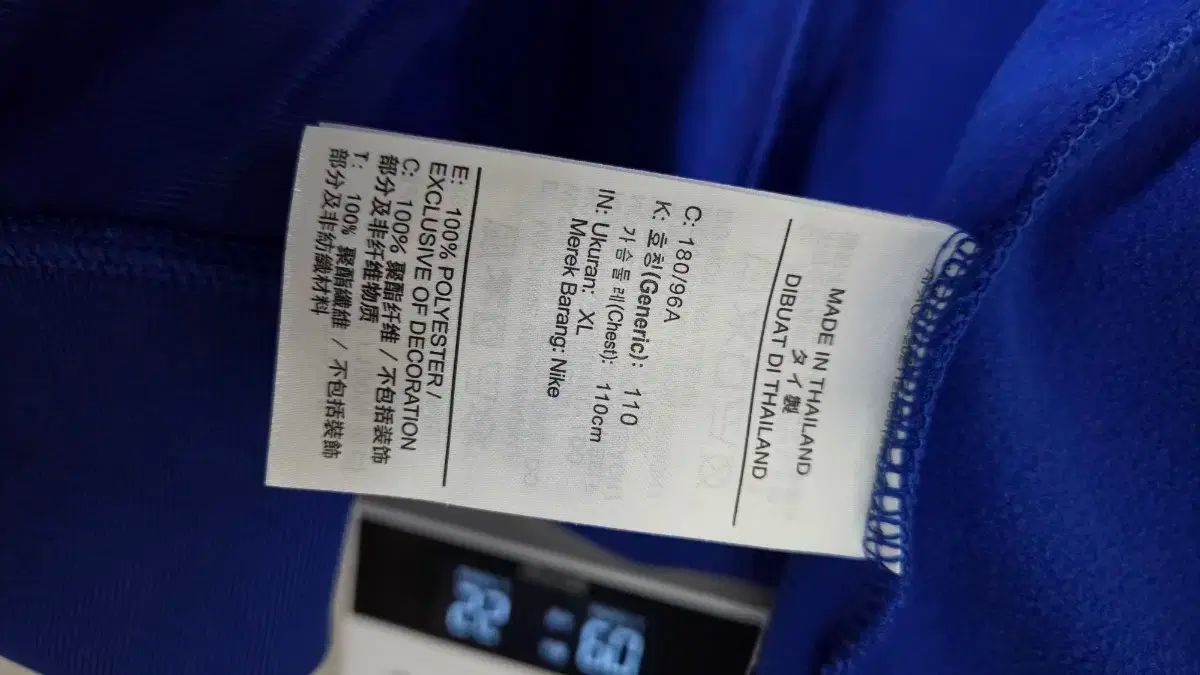 MADE IN THAILAND
タイ製
DIBUAT DI THAILAND
C: 180/96A
K: 호칭(Generic): 110
가슴둘레(Chest): 110cm
IN: Ukuran: XL
Merek Barang: Nike
E: 100% POLYESTER /
EXCLUSIVE OF DECORATION
C: 100% 聚酯纤维 / 不包括装饰
部分及非纤维物质
T: 100% 聚酯纖維 / 不包括裝飾
部分及非紡織材料